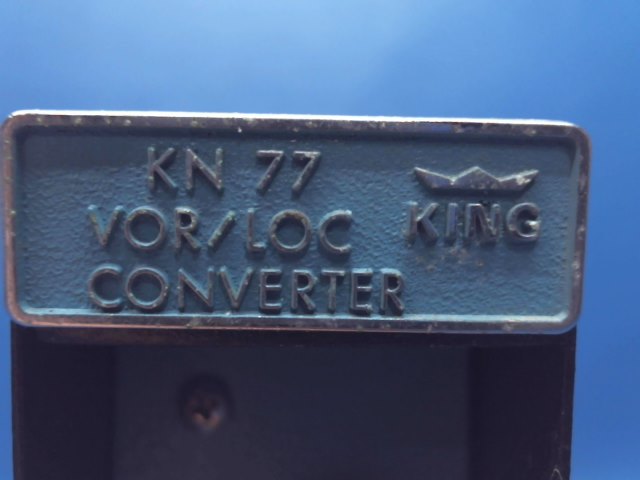 KN 77
VOR/LOC
CONVERTER
KING